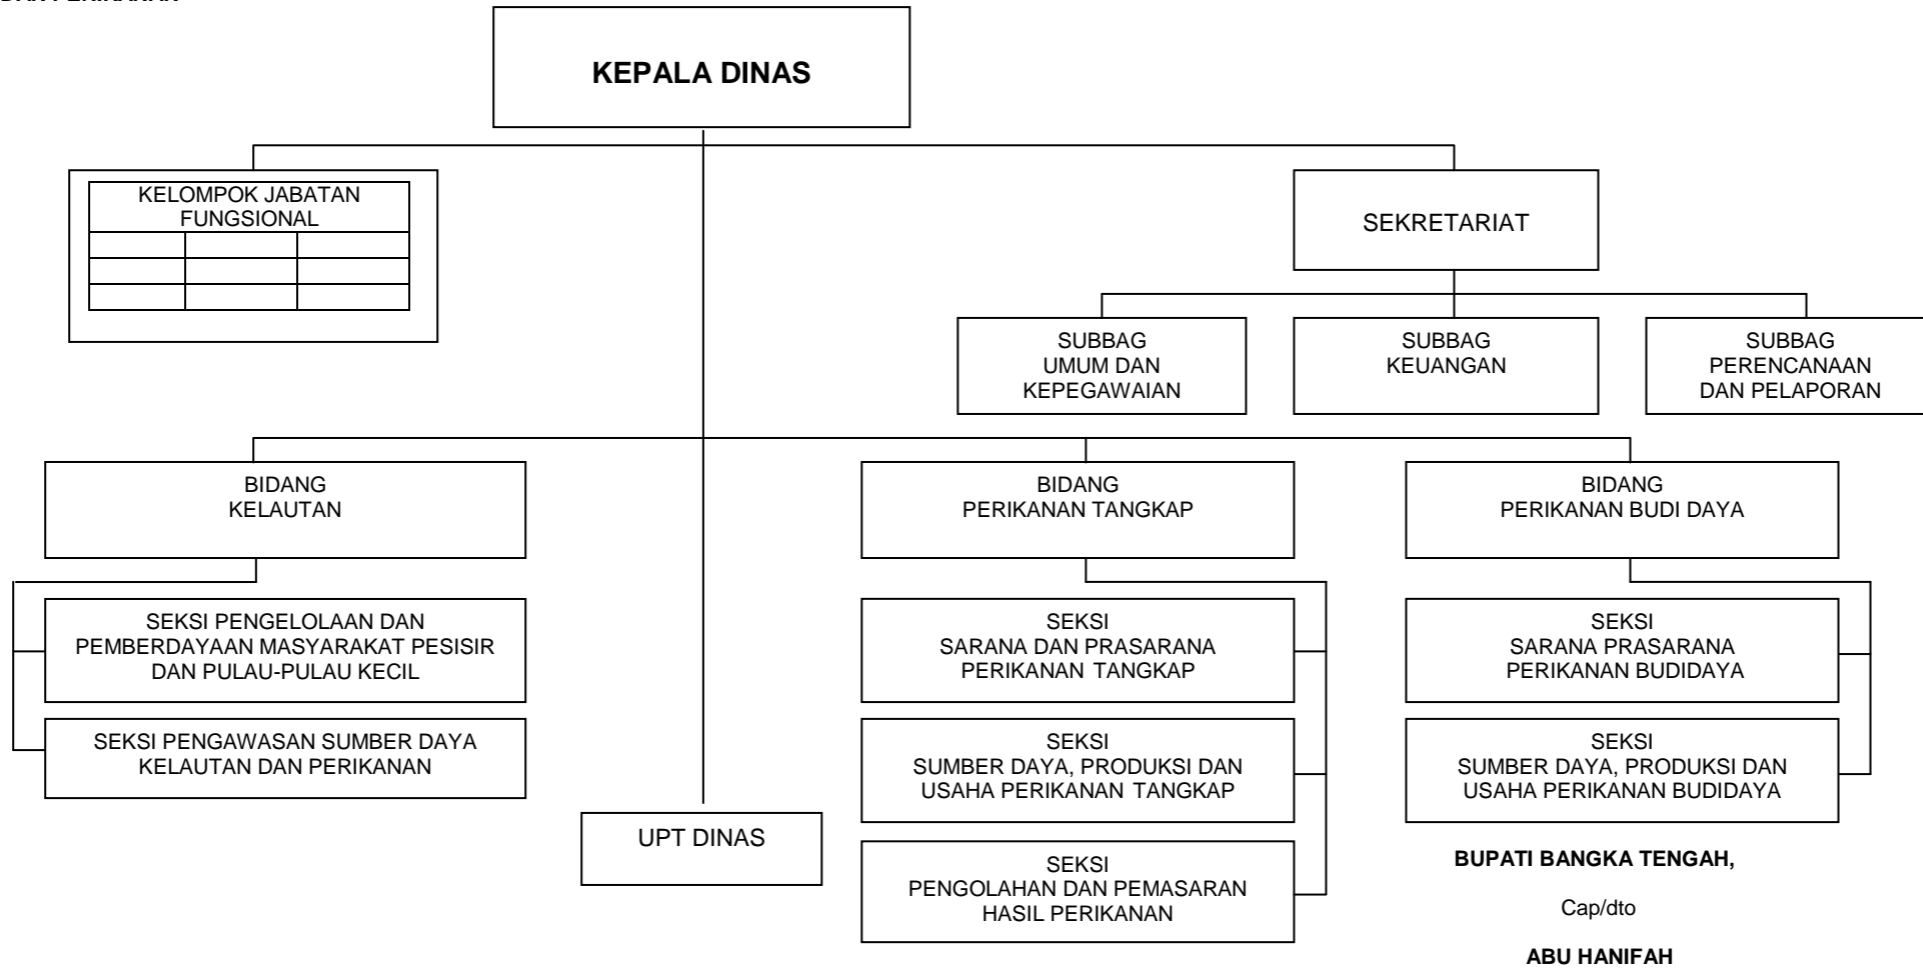 KEPALA DINAS
KELOMPOK JABATAN
FUNGSIONAL
SEKRETARIAT
SUBBAG
UMUM DAN
KEPEGAWAIAN
SUBBAG
KEUANGAN
SUBBAG
PERENCANAAN
DAN PELAPORAN
BIDANG
KELAUTAN
BIDANG
PERIKANAN TANGKAP
BIDANG
PERIKANAN BUDI DAYA
SEKSI PENGELOLAAN DAN
PEMBERDAYAAN MASYARAKAT PESISIR
DAN PULAU-PULAU KECIL
SEKSI
SARANA DAN PRASARANA
PERIKANAN TANGKAP
SEKSI
SARANA PRASARANA
PERIKANAN BUDIDAYA
SEKSI PENGAWASAN SUMBER DAYA
KELAUTAN DAN PERIKANAN
SEKSI
SUMBER DAYA, PRODUKSI DAN
USAHA PERIKANAN TANGKAP
SEKSI
SUMBER DAYA, PRODUKSI DAN
USAHA PERIKANAN BUDIDAYA
UPT DINAS
SEKSI
PENGOLAHAN DAN PEMASARAN
HASIL PERIKANAN
BUPATI BANGKA TENGAH,
Cap/dto
ABU HANIFAH